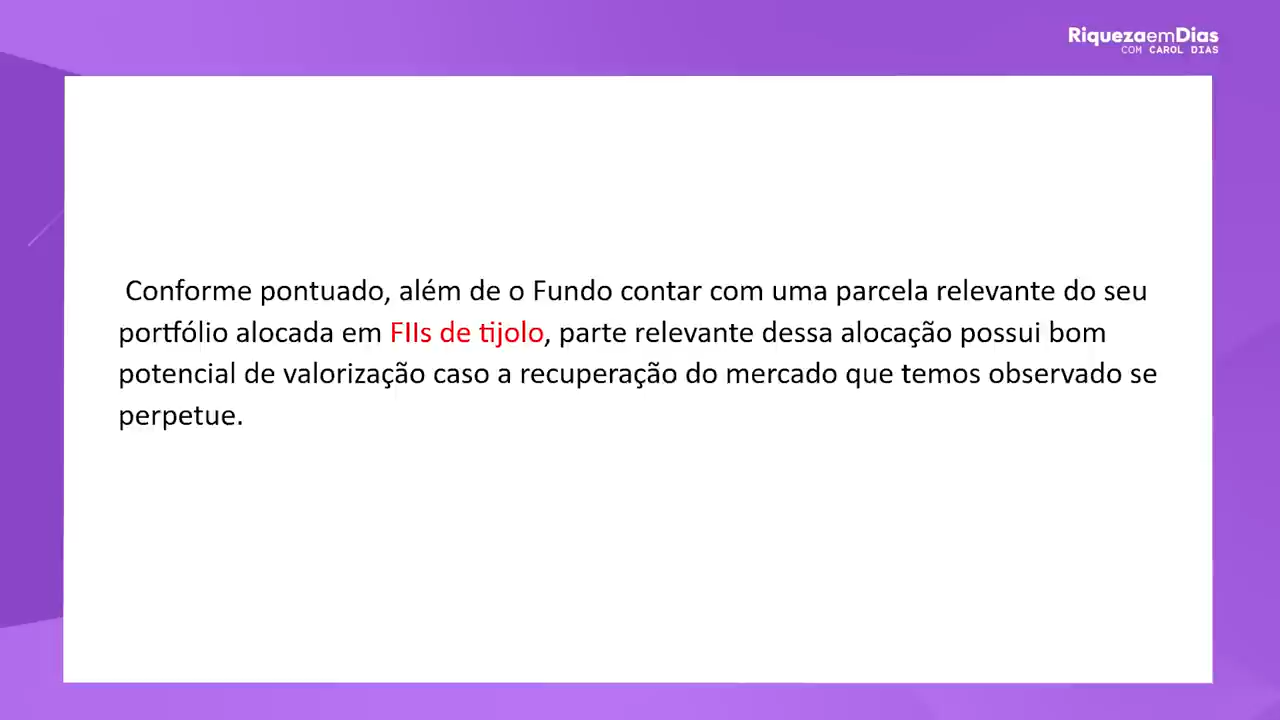 RiquezaemDias
COM CAROL DIAS
Conforme pontuado, além de o Fundo contar com uma parcela relevante do seu
portfólio alocada em FIIs de tijolo, parte relevante dessa alocação possui bom
potencial de valorização caso a recuperação do mercado que temos observado se
perpetue.